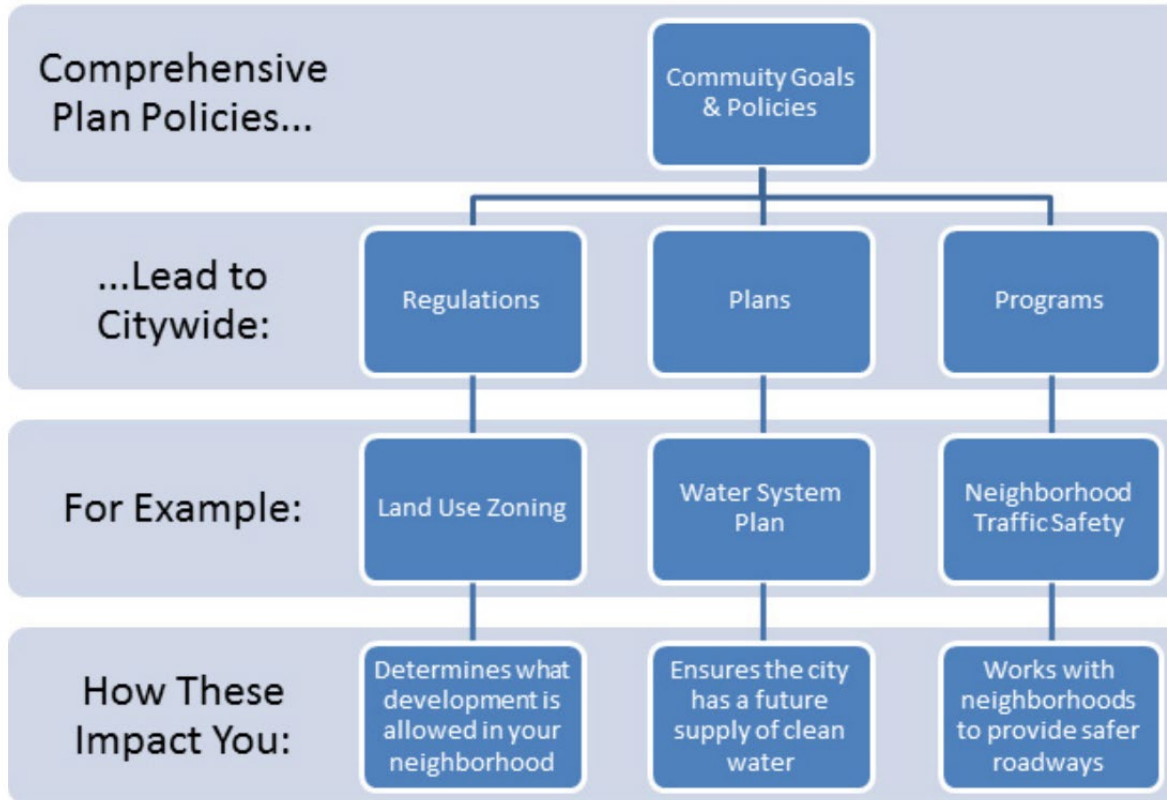 Comprehensive
Plan Policies...
Commuity Goals
& Policies
...Lead to
Citywide:
Regulations
Plans
Programs
For Example:
Land Use Zoning
Water System
Plan
Neighborhood
Traffic Safety
How These
Impact You:
Determines what
development is
allowed in your
neighborhood
Ensures the city
has a future
supply of clean
water
Works with
neighborhoods
to provide safer
roadways